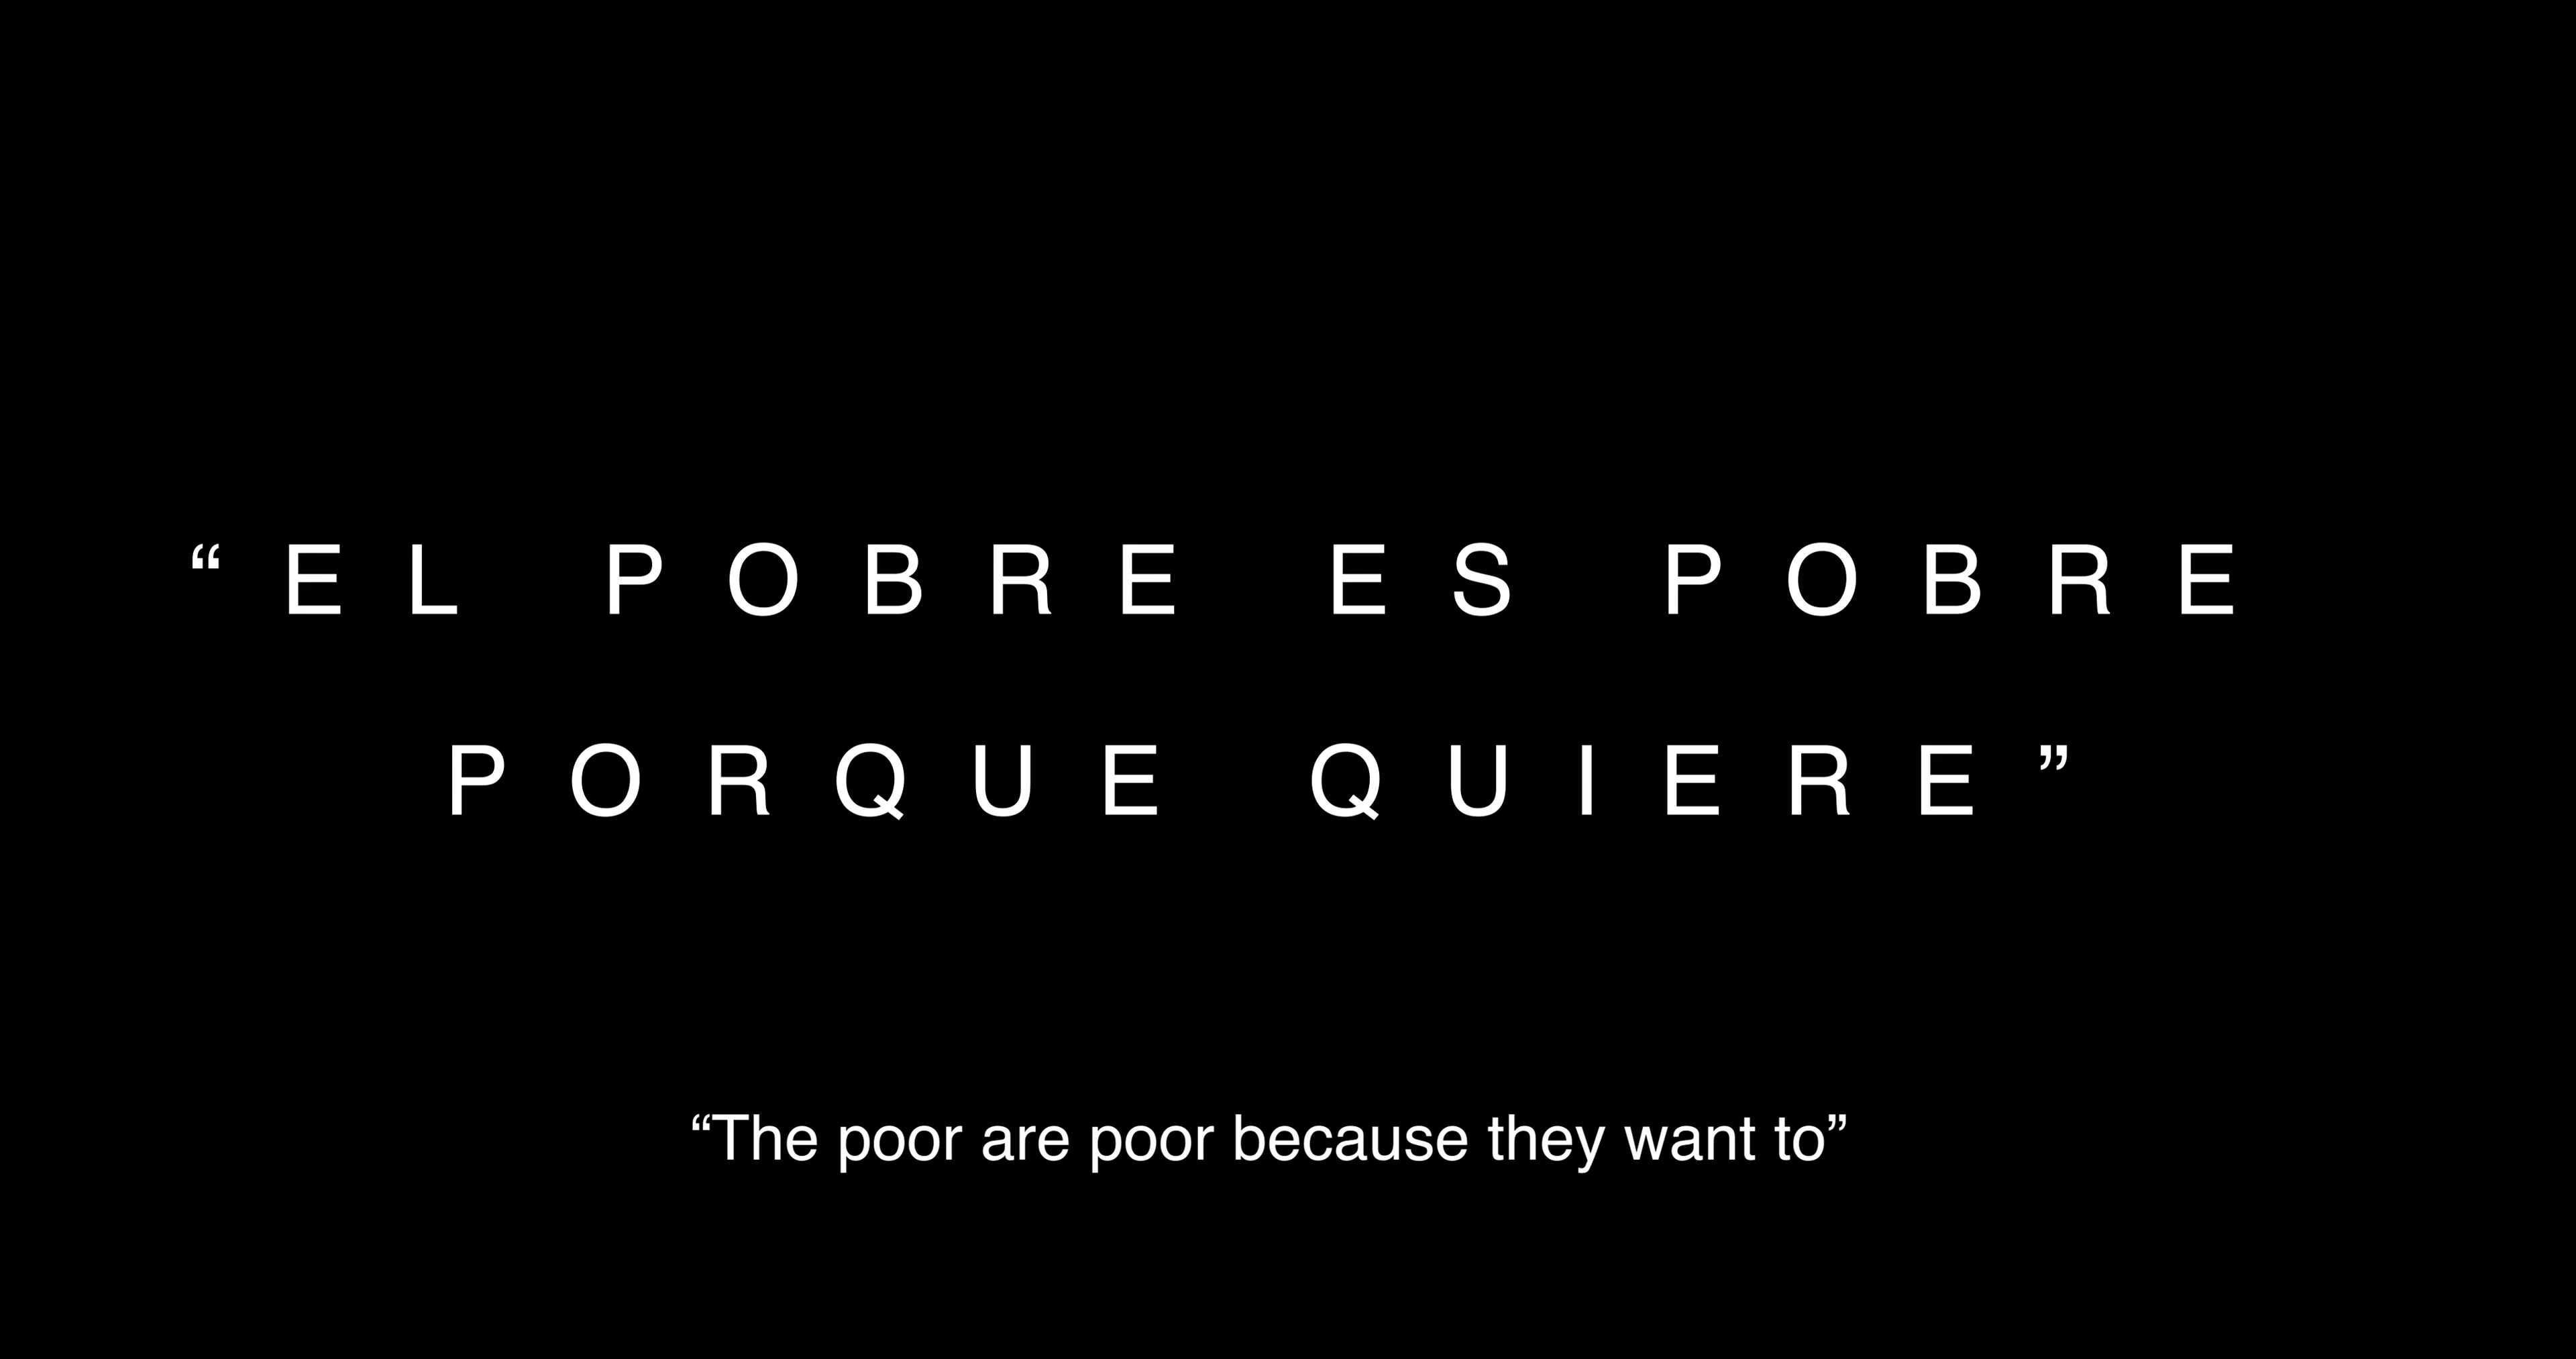 “EL POBRE ES POBRE
PORQUE QUIERE”
“The poor are poor because they want to”